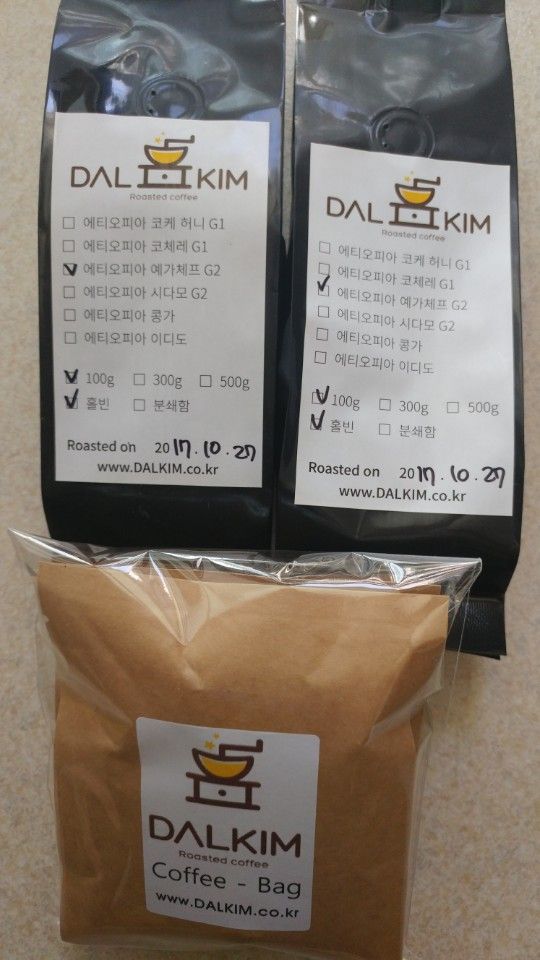 DALKIM
Roasted coffee
☐ 에티오피아 코케 허니 G1
☐ 에티오피아 코체레 G1
☑ 에티오피아 예가체프 G2
☐ 에티오피아 시다모 G2
☐ 에티오피아 콩가
☐ 에티오피아 이디도
☑ 100g ☐ 300g ☐ 500g
☑ 홀빈 ☐ 분쇄함
Roasted on 2017.10.27
www.DALKIM.co.kr
DALKIM
Roasted coffee
☐ 에티오피아 코케 허니 G1
☐ 에티오피아 코체레 G1
☑ 에티오피아 예가체프 G2
☐ 에티오피아 시다모 G2
☐ 에티오피아 콩가
☐ 에티오피아 이디도
☑ 100g ☐ 300g ☐ 500g
☑ 홀빈 ☐ 분쇄함
Roasted on 2017.10.27
www.DALKIM.co.kr
DALKIM
Roasted coffee
Coffee - Bag
www.DALKIM.co.kr